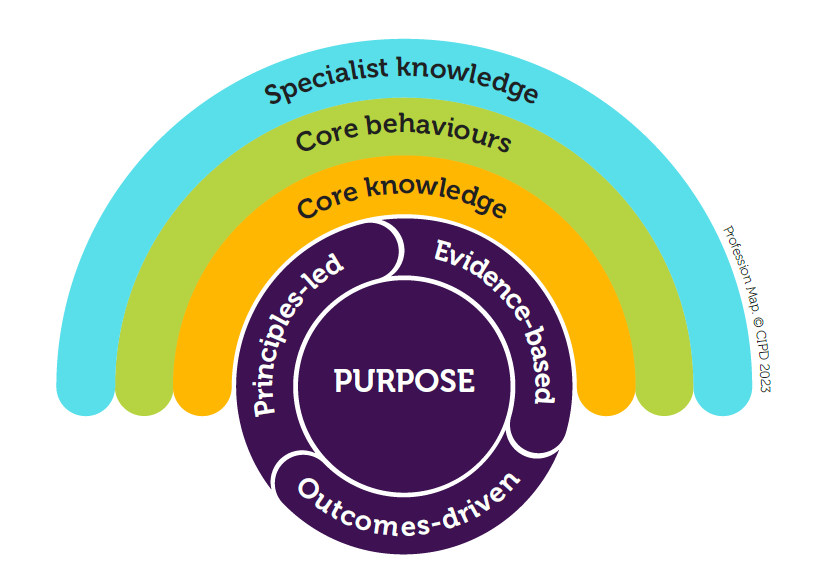 Specialist knowledge
Core behaviours
Core knowledge
Principles-led
Evidence-based
PURPOSE
Outcomes-driven
Profession Map. © CIPD 2023